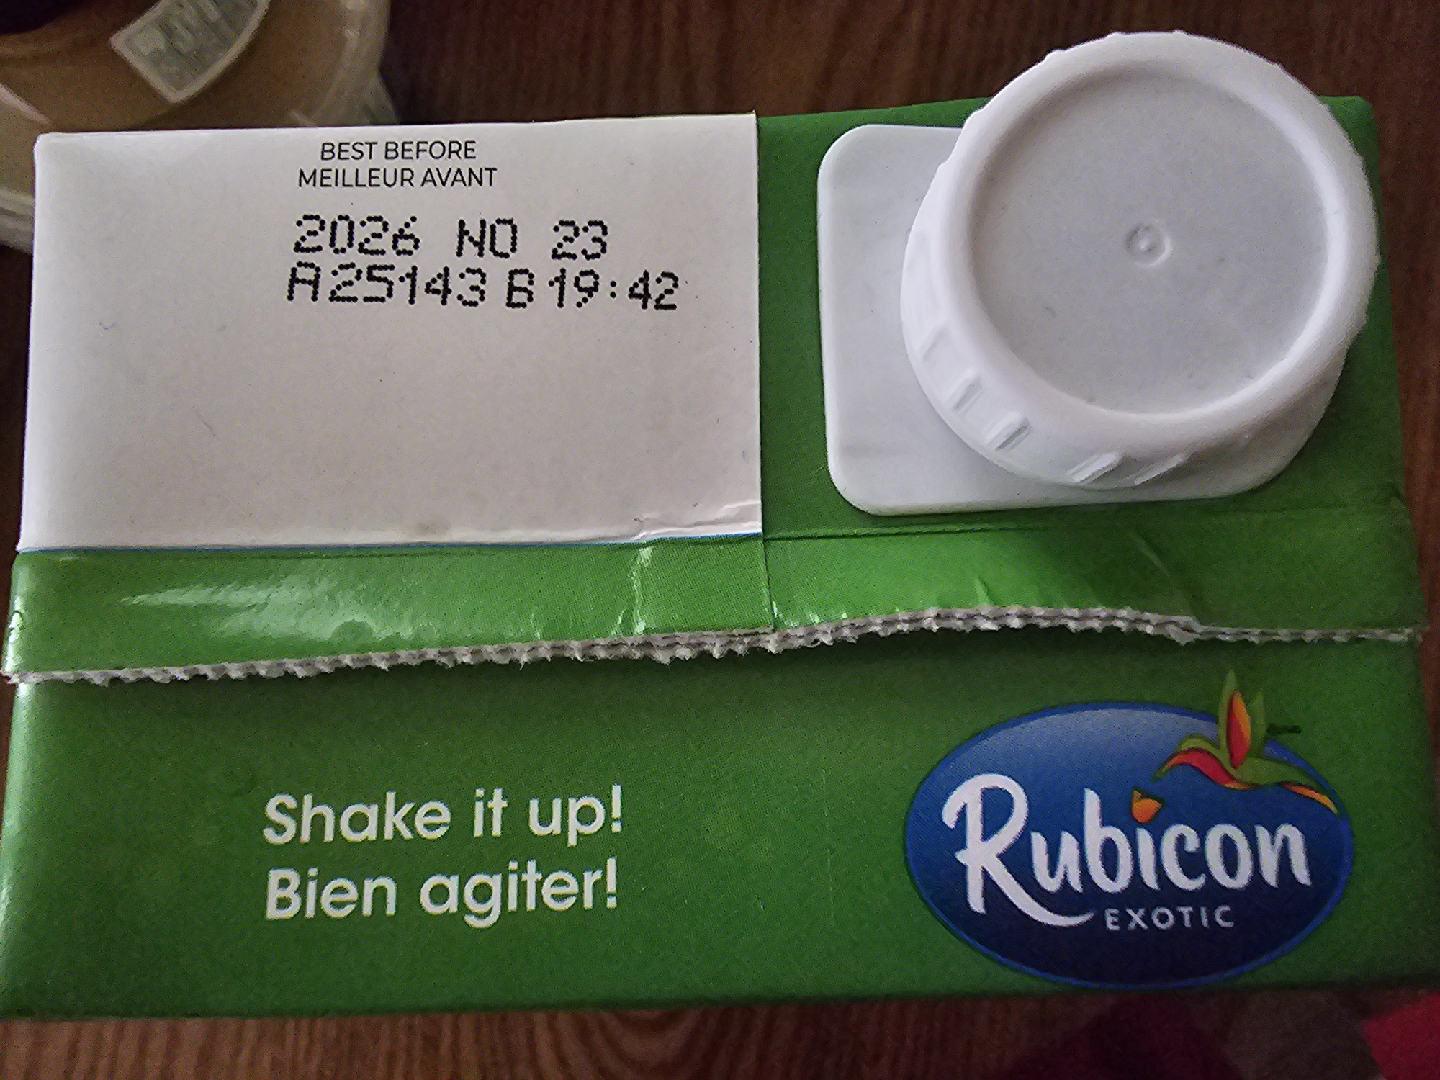 BEST BEFORE
MEILLEUR AVANT
2026 NO 23
A25143 B 19:42
Shake it up!
Bien agiter!
Rubicon
EXOTIC